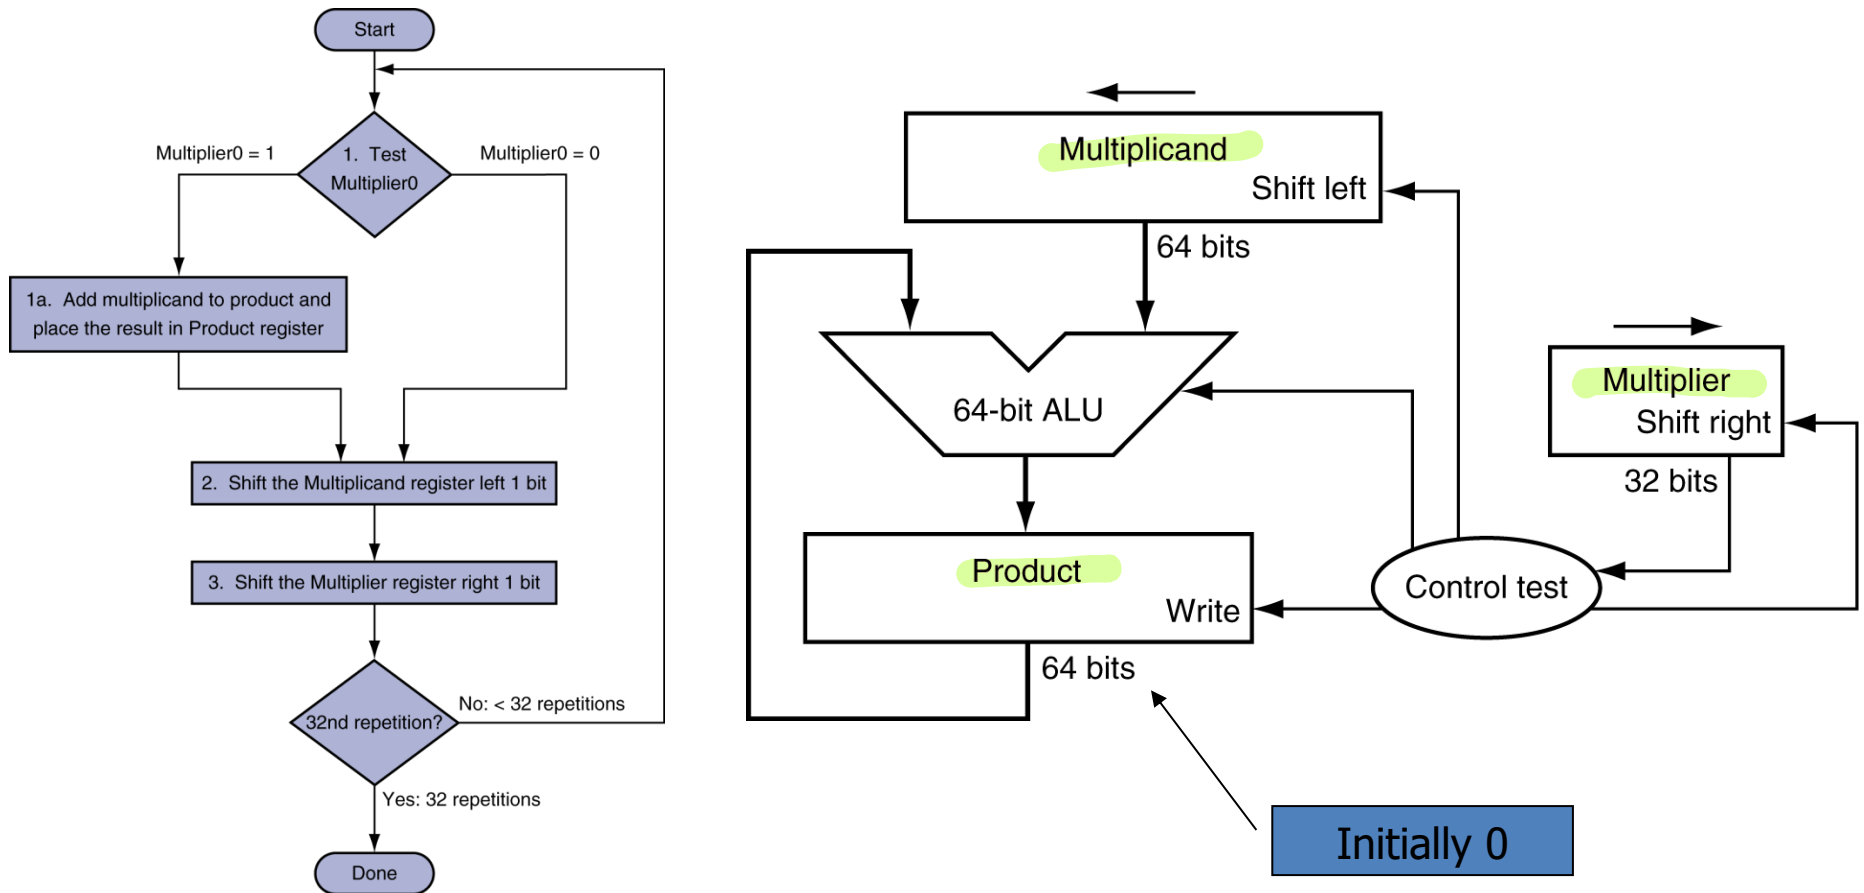 Start
Multiplier0 = 1
1. Test
Multiplier0
Multiplier0 = 0
1a. Add multiplicand to product and
place the result in Product register
2. Shift the Multiplicand register left 1 bit
3. Shift the Multiplier register right 1 bit
32nd repetition?
No: < 32 repetitions
Yes: 32 repetitions
Done
Multiplicand
Shift left
64 bits
64-bit ALU
Multiplier
Shift right
32 bits
Control test
Product
Write
64 bits
Initially 0